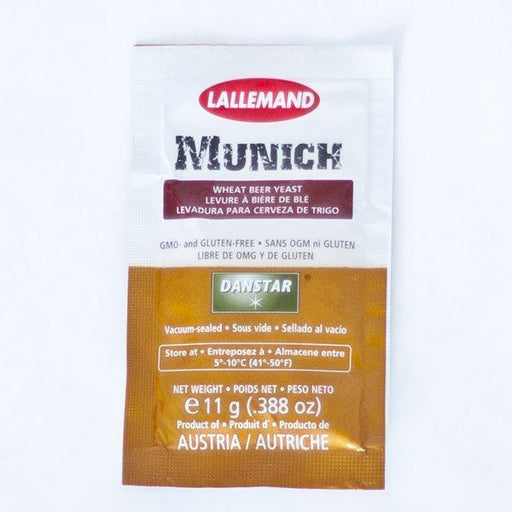 LALLEMAND
MUNICH
WHEAT BEER YEAST
LEVURE À BIÈRE DE BLÉ
LEVADURA PARA CERVEZA DE TRIGO
GMO- and GLUTEN-FREE • SANS OGM ni GLUTEN
LIBRE DE OMG Y DE GLUTEN
DANSTAR®
Vacuum-sealed • Sous vide • Sellado al vacío
Store at • Entreposez à • Almacene entre
5°-10°C (41°-50°F)
NET WEIGHT • POIDS NET • PESO NETO
e 11 g (.388 oz)
Product of • Produit d' • Producto de
AUSTRIA / AUTRICHE